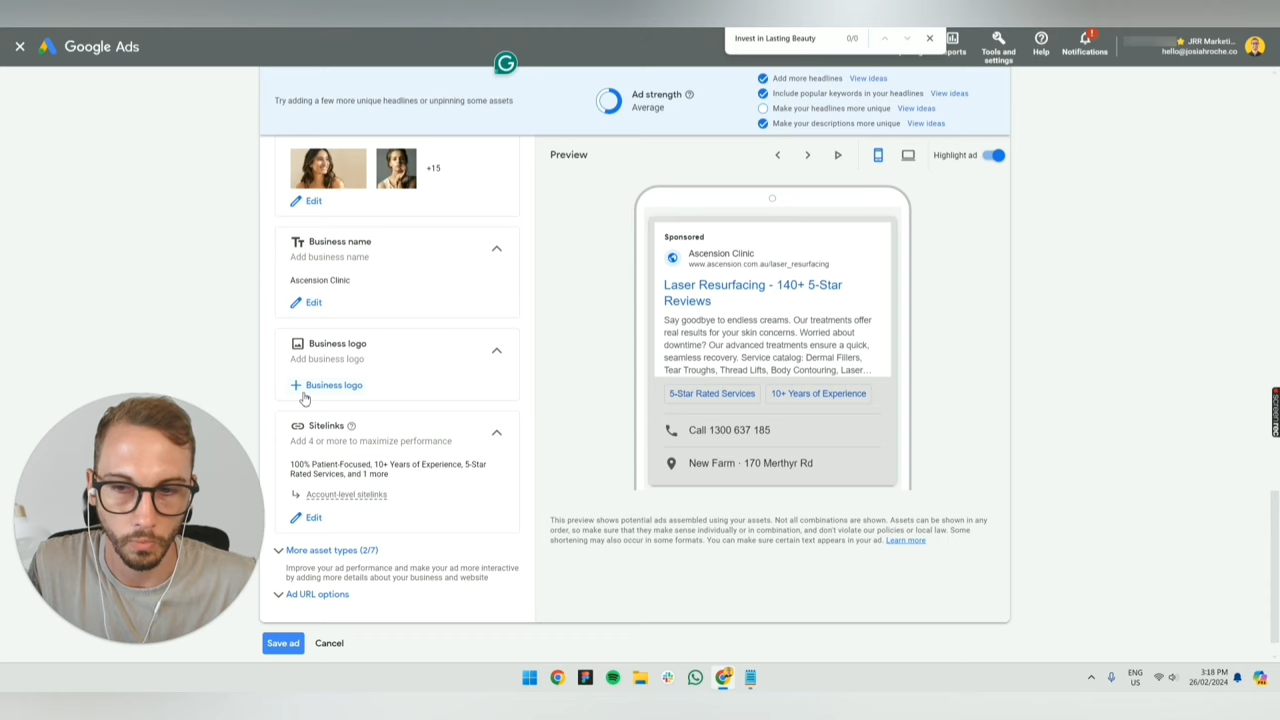 Invest in Lasting Beauty 0/0
Google Ads
ports
Tools and settings
Help
Notifications
JRR Marketi...
hello@josiahroche.co
Try adding a few more unique headlines or unpinning some assets
Ad strength
Average
Add more headlines View ideas
Include popular keywords in your headlines View ideas
Make your headlines more unique View ideas
Make your descriptions more unique View ideas
+15
Edit
Business name
Add business name
Ascension Clinic
Edit
Business logo
Add business logo
Business logo
Sitelinks
Add 4 or more to maximize performance
100% Patient-Focused, 10+ Years of Experience, 5-Star
Rated Services, and 1 more
Account-level sitelinks
Edit
More asset types (2/7)
Improve your ad performance and make your ad more interactive
by adding more details about your business and website
Ad URL options
Save ad
Cancel
Preview
Highlight ad
Sponsored
Ascension Clinic
www.ascension.com.au/laser_resurfacing
Laser Resurfacing - 140+ 5-Star
Reviews
Say goodbye to endless creams. Our treatments offer
real results for your skin concerns. Worried about
downtime? Our advanced treatments ensure a quick,
seamless recovery. Service catalog: Dermal Fillers,
Tear Troughs, Thread Lifts, Body Contouring, Laser...
5-Star Rated Services
10+ Years of Experience
Call 1300 637 185
New Farm · 170 Merthyr Rd
This preview shows potential ads assembled using your assets. Not all combinations are shown. Assets can be shown in any
order, so make sure that they make sense individually or in combination, and don't violate our policies or local law. Some
shortening may also occur in some formats. You can make sure certain text appears in your ad. Learn more
ENG
US
3:18 PM
26/02/2024